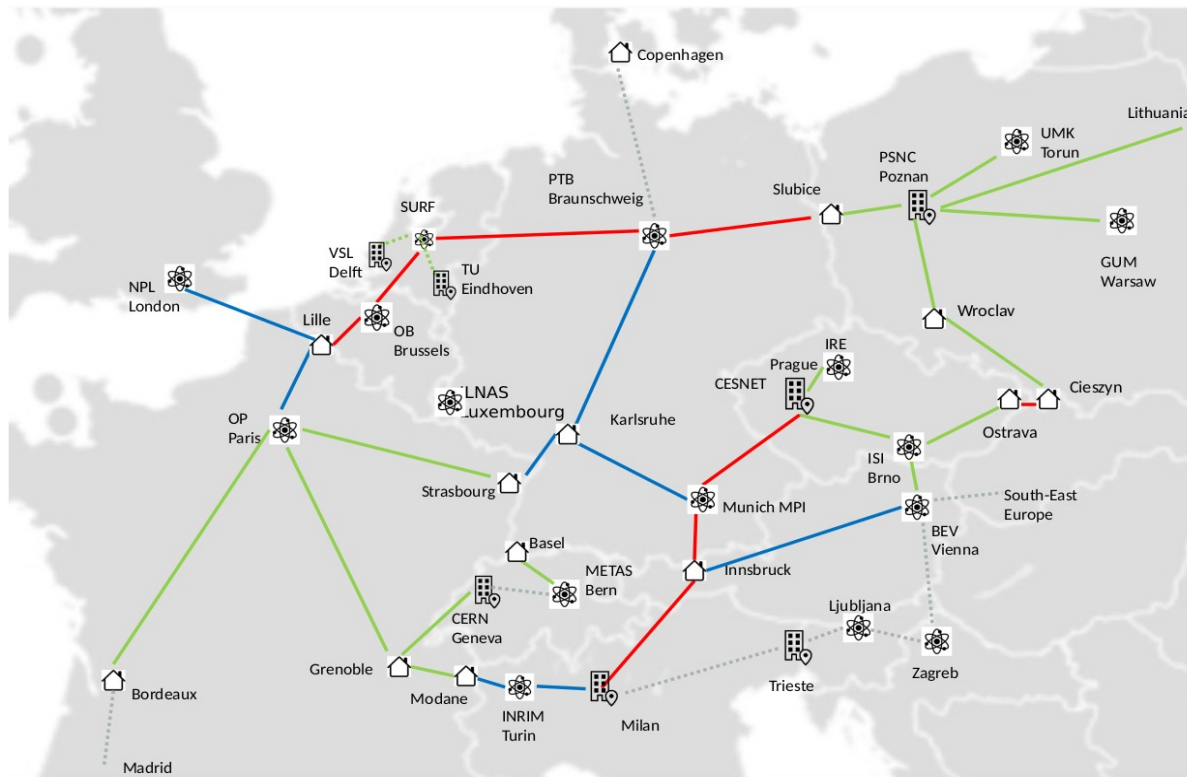 Copenhagen
Lithuania
UMK
Torun
PSNC
Poznan
PTB
Braunschweig
Slubice
SURF
VSL
Delft
TU
Eindhoven
GUM
Warsaw
NPL
London
Lille
OB
Brussels
Wroclav
IRE
Prague
CESNET
Cieszyn
ILNAS
Luxembourg
OP
Paris
Karlsruhe
Ostrava
ISI
Brno
Strasbourg
Munich MPI
South-East
Europe
BEV
Vienna
Basel
METAS
Bern
Innsbruck
CERN
Geneva
Ljubljana
Grenoble
Zagreb
Modane
Trieste
Bordeaux
INRIM
Turin
Milan
Madrid